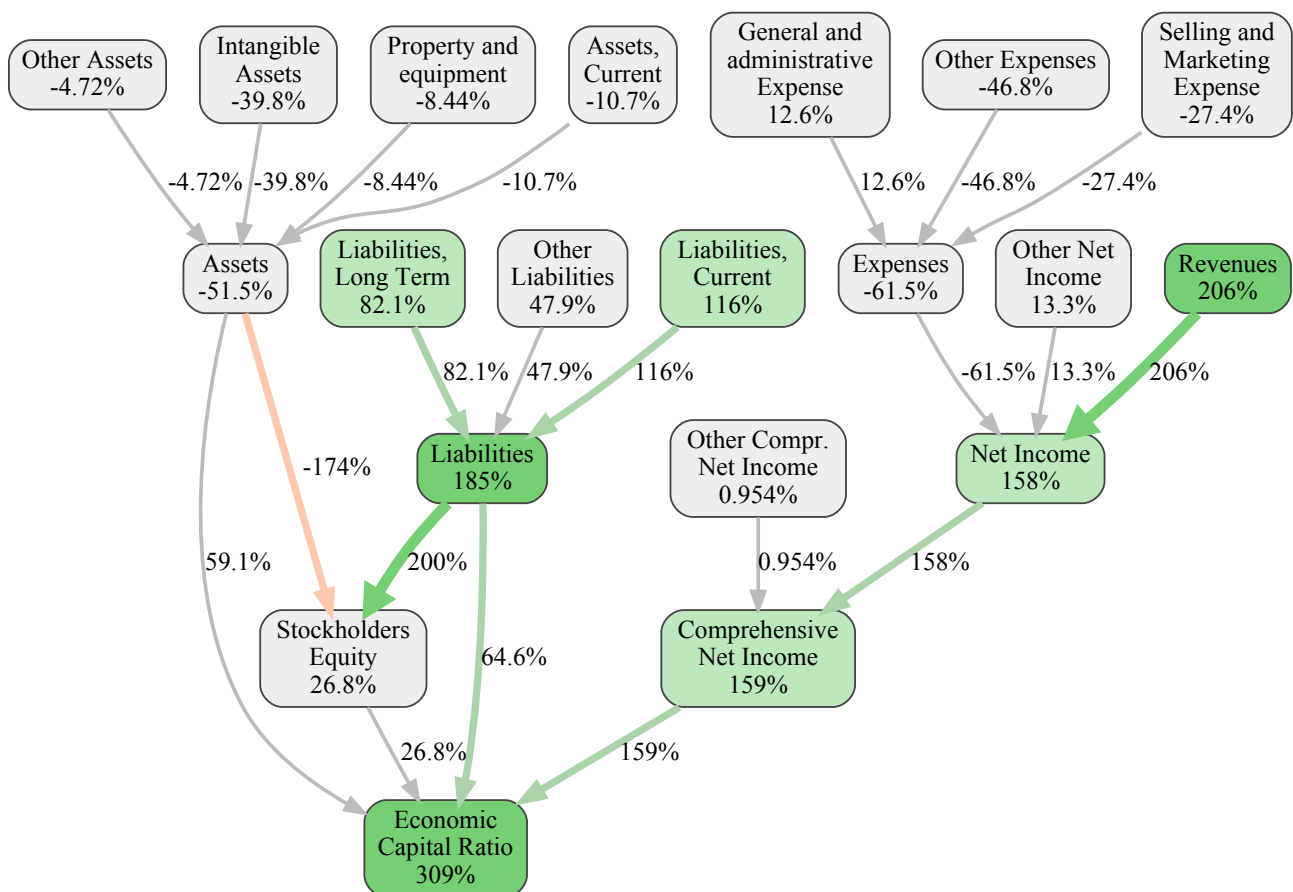 Other Assets
-4.72%
Intangible
Assets
-39.8%
Property and
equipment
-8.44%
Assets,
Current
-10.7%
General and
administrative
Expense
12.6%
Other Expenses
-46.8%
Selling and
Marketing
Expense
-27.4%
-4.72%
-39.8%
-8.44%
-10.7%
12.6%
-46.8%
-27.4%
Assets
-51.5%
Liabilities,
Long Term
82.1%
Other
Liabilities
47.9%
Liabilities,
Current
116%
Expenses
-61.5%
Other Net
Income
13.3%
Revenues
206%
82.1%
47.9%
116%
-61.5%
13.3%
206%
-174%
Liabilities
185%
Other Compr.
Net Income
0.954%
Net Income
158%
59.1%
200%
0.954%
158%
Stockholders
Equity
26.8%
64.6%
Comprehensive
Net Income
159%
26.8%
159%
Economic
Capital Ratio
309%